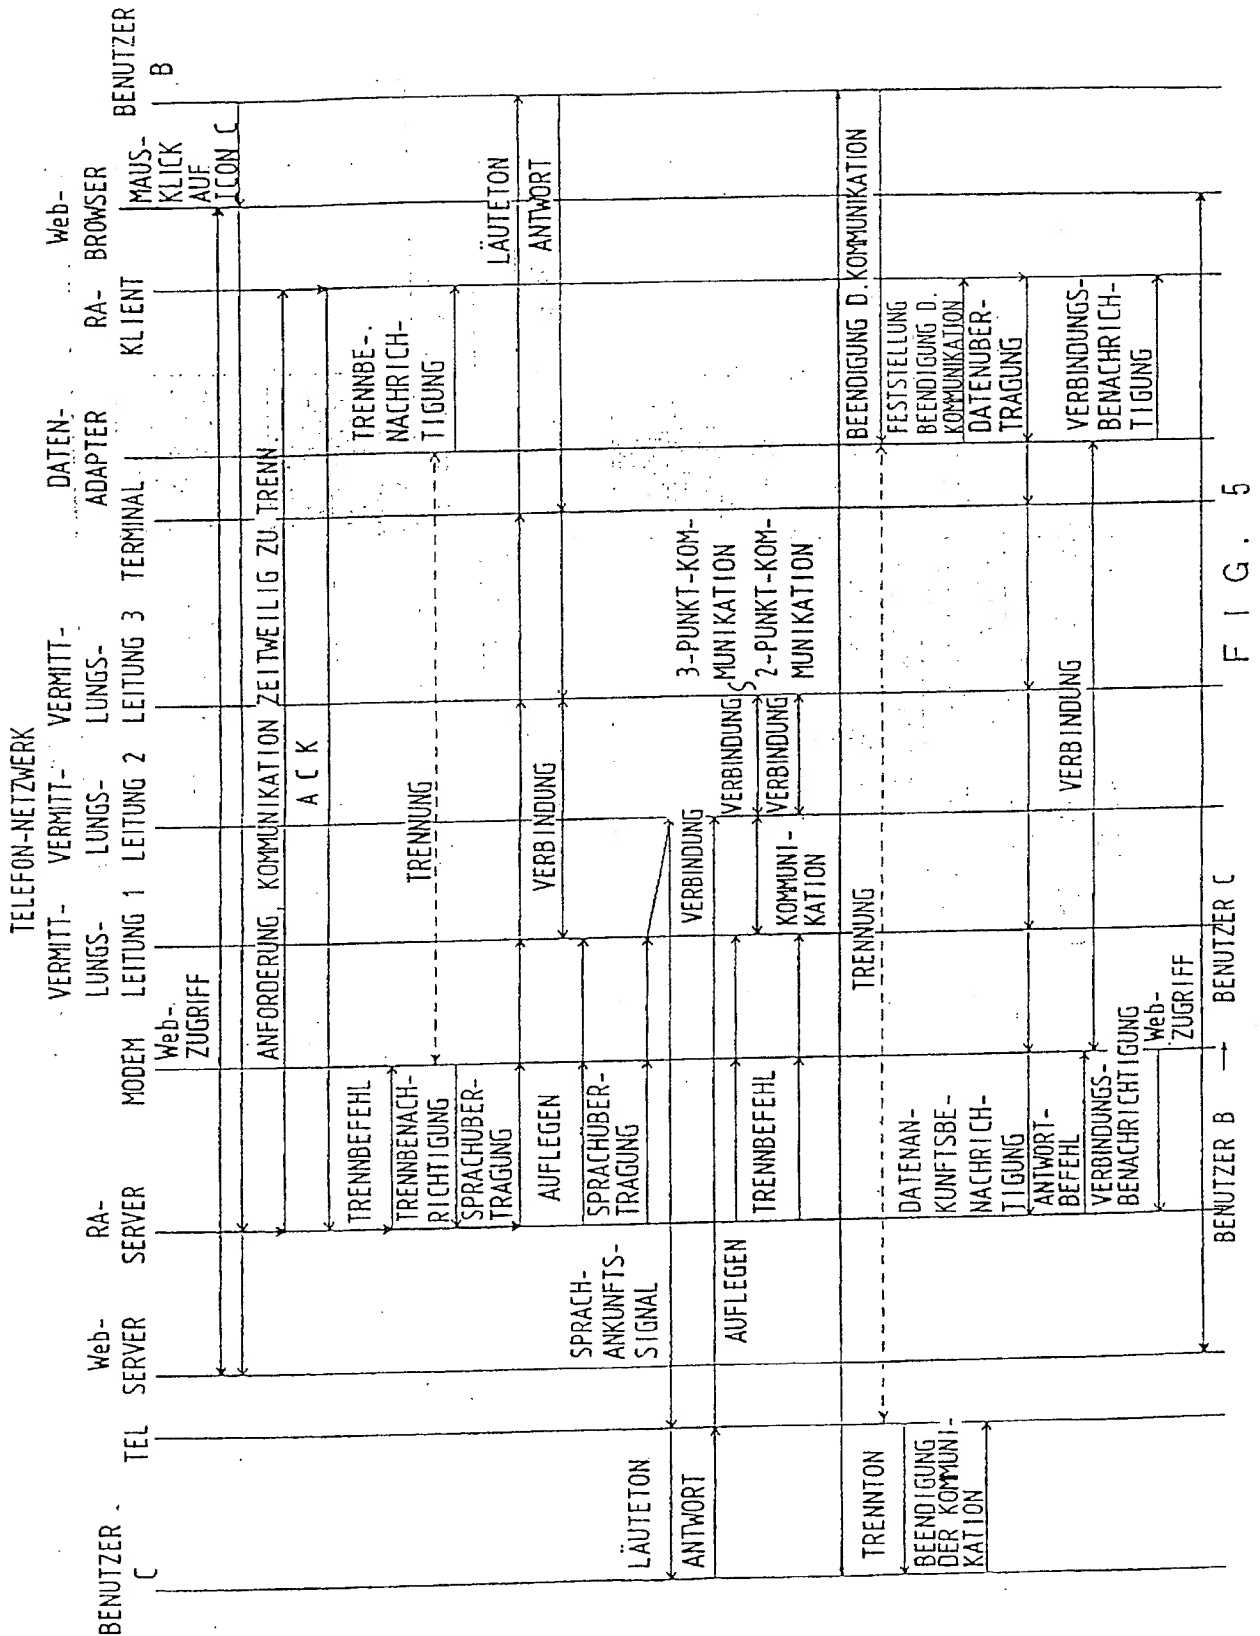 TELEFON-NETZWERK
BENUTZER
C
TEL
Web-
SERVER
RA-
SERVER
MODEM
VERMITT-
LUNGS-
LEITUNG 1
VERMITT-
LUNGS-
LEITUNG 2
VERMITT-
LUNGS-
LEITUNG 3
TERMINAL
DATEN-
ADAPTER
RA-
KLIENT
Web-
BROWSER
BENUTZER
B
Web-
ZUGRIFF
MAUS-
KLICK
AUF
ICON C
ANFORDERUNG, KOMMUNIKATION ZEITWEILIG ZU TRENN.
ACK
TRENNBEFEHL
TRENNBENACH-
RICHTIGUNG
TRENNUNG
TRENNBE-
NACHRICH-
TIGUNG
SPRACHUBER-
TRAGUNG
LÄUTETON
ANTWORT
VERBINDUNG
AUFLEGEN
SPRACHUBER-
TRAGUNG
SPRACH-
ANKUNFTS-
SIGNAL
LÄUTETON
ANTWORT
VERBINDUNG
AUFLEGEN
3-PUNKT-KOM-
MUNIKATION
VERBINDUNG
S
2-PUNKT-KOM-
MUNIKATION
VERBINDUNG
TRENNBEFEHL
KOMMUNI-
KATION
BEENDIGUNG D. KOMMUNIKATION
TRENNUNG
TRENNTON
BEENDIGUNG
DER KOMMUNI-
KATION
FESTSTELLUNG
BEENDIGUNG D.
KOMMUNIKATION
DATENUBER-
TRAGUNG
DATENAN-
KUNFTSBE-
NACHRICH-
TIGUNG
ANTWORT-
BEFEHL
VERBINDUNG
VERBINDUNGS-
BENACHRICHTIGUNG
VERBINDUNGS-
BENACHRICH-
TIGUNG
Web-
ZUGRIFF
BENUTZER B → BENUTZER C
FIG. 5